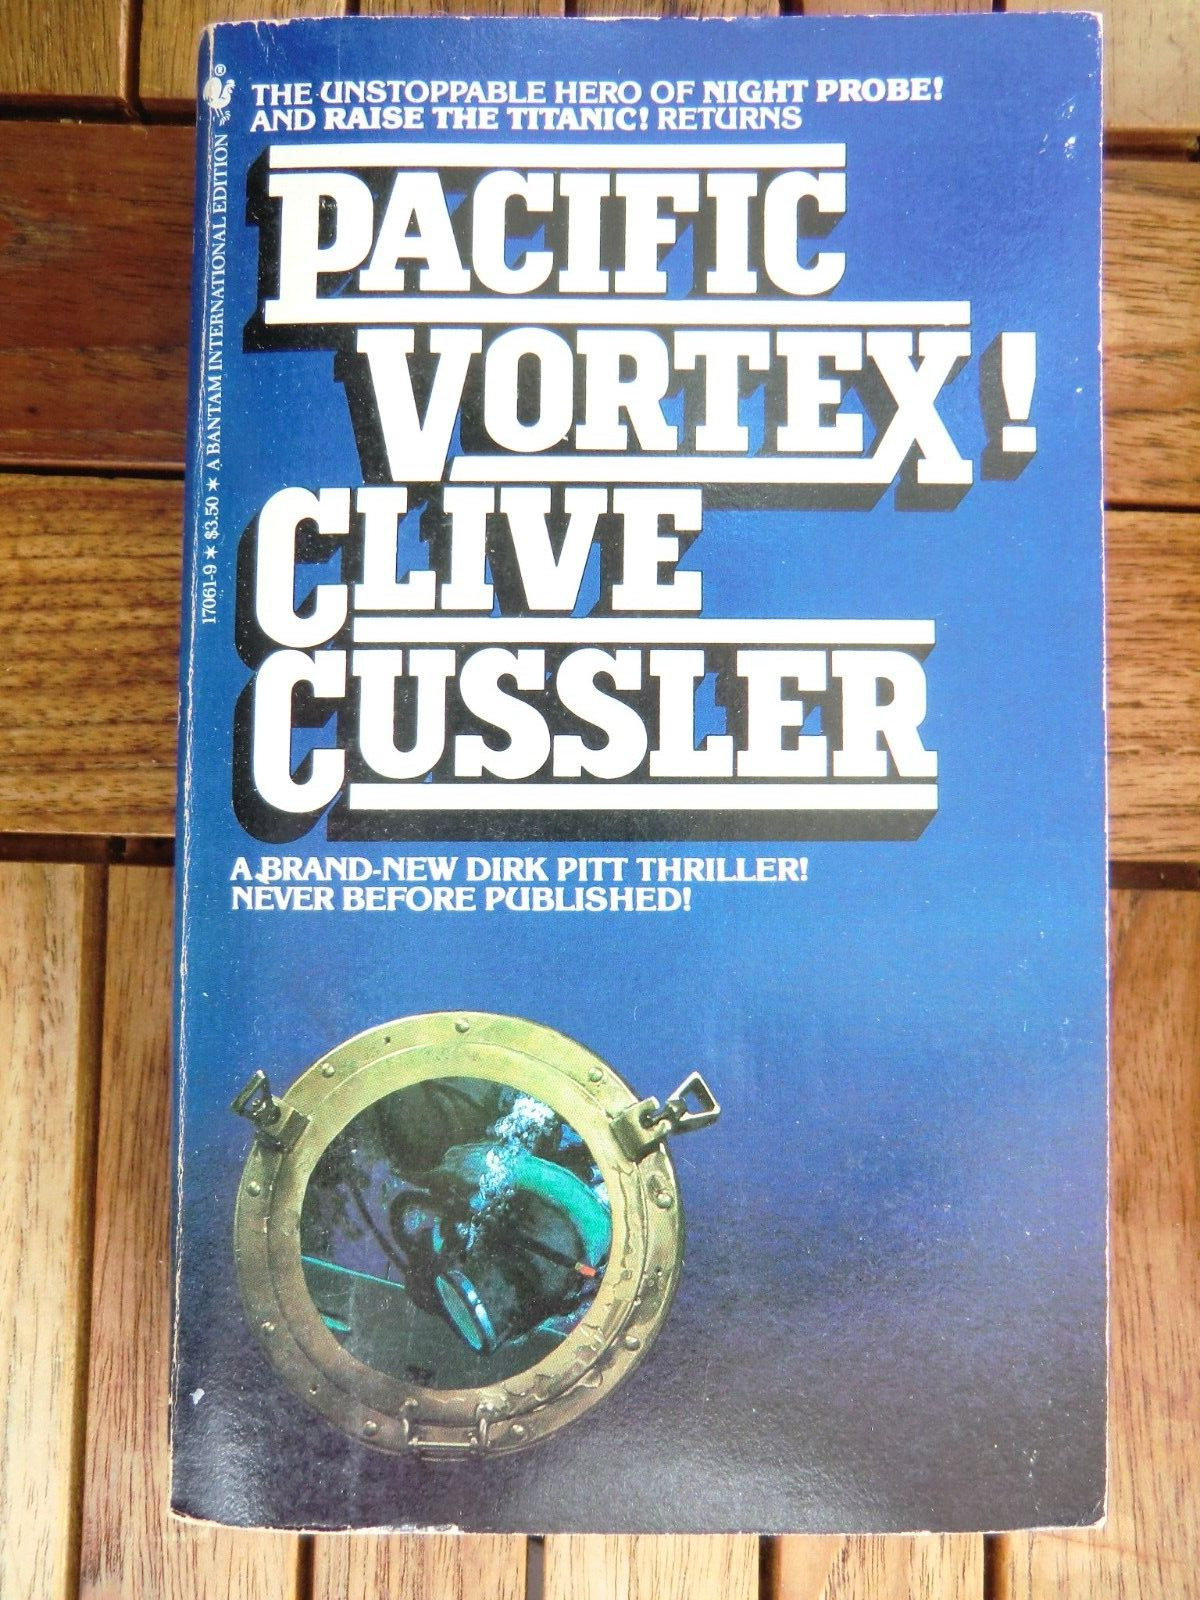 THE UNSTOPPABLE HERO OF NIGHT PROBE!
AND RAISE THE TITANIC! RETURNS
PACIFIC
VORTEX!
CLIVE
CUSSLER
A BRAND-NEW DIRK PITT THRILLER!
NEVER BEFORE PUBLISHED!
17061-9 ★ $3.50 ★ A BANTAM INTERNATIONAL EDITION
®